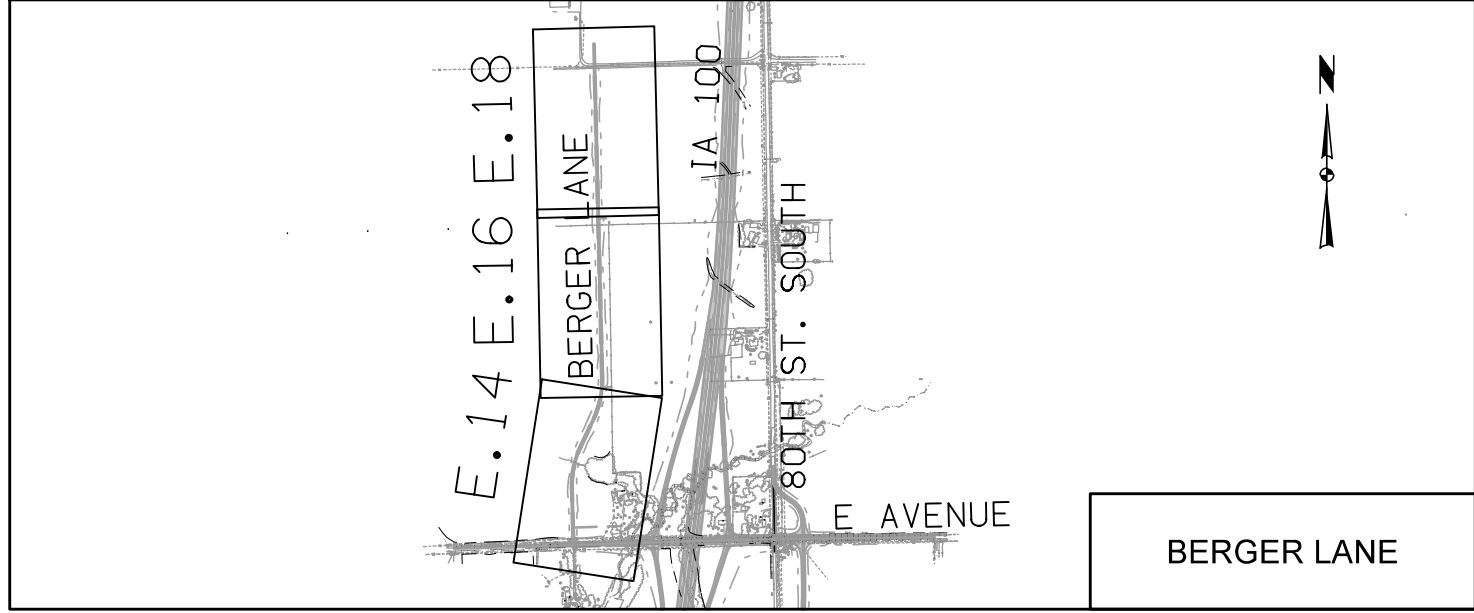 N
E.14 E.16 E.18
BERGER LANE
IA 100
80TH ST. SOUTH
E AVENUE
BERGER LANE